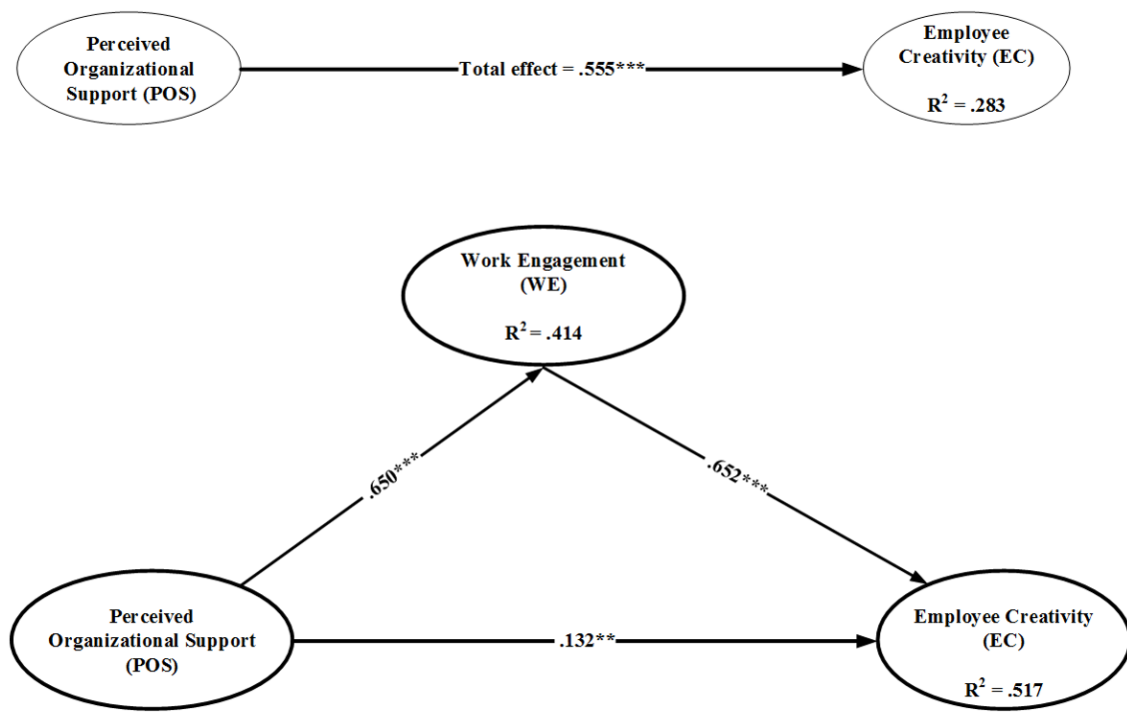 Perceived
Organizational
Support (POS)
Total effect = .555***
Employee
Creativity (EC)
R² = .283
Work Engagement
(WE)
R² = .414
.650***
.652***
Perceived
Organizational Support
(POS)
.132**
Employee Creativity
(EC)
R² = .517